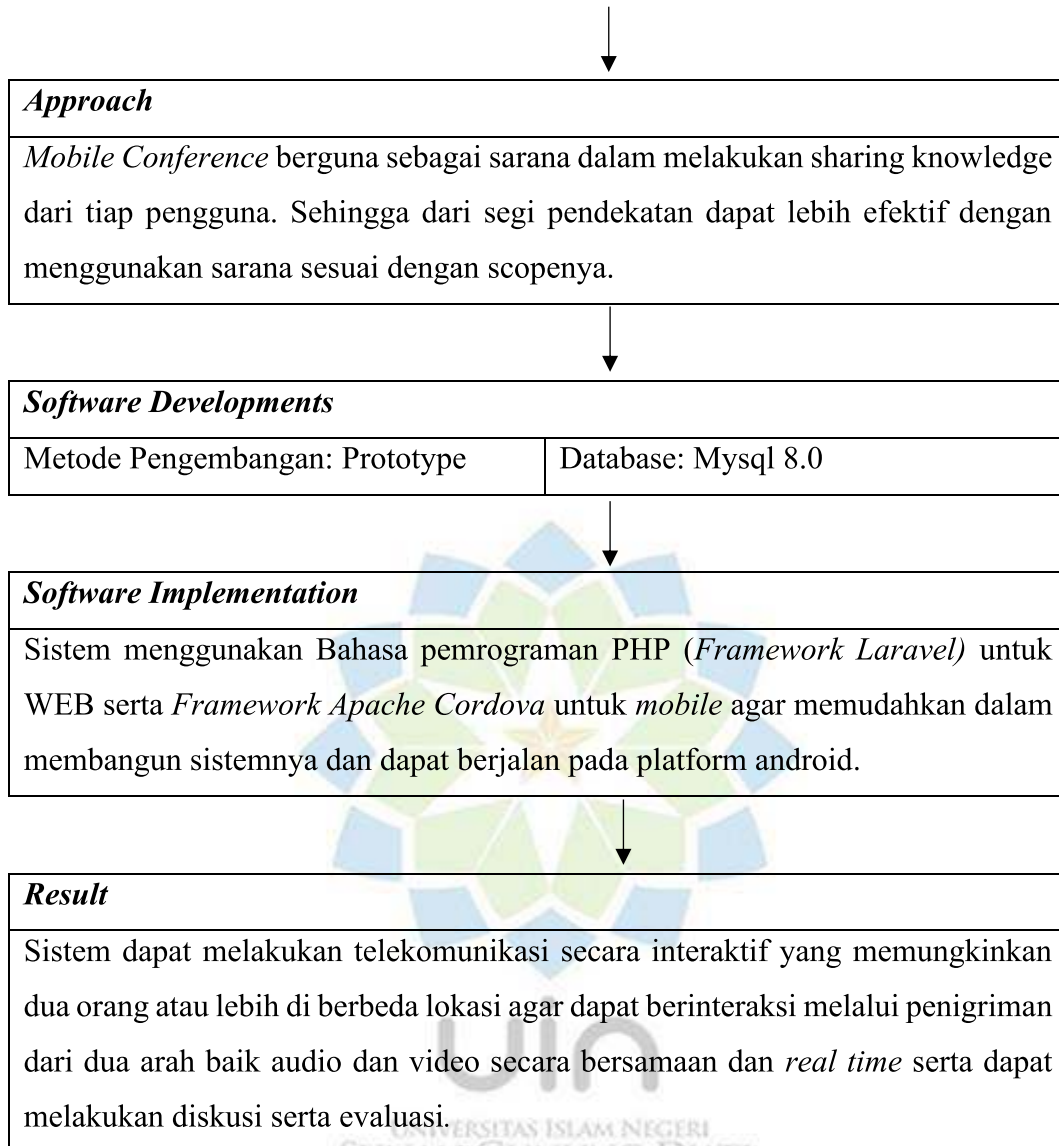 Approach
Mobile Conference berguna sebagai sarana dalam melakukan sharing knowledge
dari tiap pengguna. Sehingga dari segi pendekatan dapat lebih efektif dengan
menggunakan sarana sesuai dengan scopenya.
Software Developments
Metode Pengembangan: Prototype
Database: Mysql 8.0
Software Implementation
Sistem menggunakan Bahasa pemrograman PHP (Framework Laravel) untuk
WEB serta Framework Apache Cordova untuk mobile agar memudahkan dalam
membangun sistemnya dan dapat berjalan pada platform android.
Result
Sistem dapat melakukan telekomunikasi secara interaktif yang memungkinkan
dua orang atau lebih di berbeda lokasi agar dapat berinteraksi melalui penigriman
dari dua arah baik audio dan video secara bersamaan dan real time serta dapat
melakukan diskusi serta evaluasi.
uin
UNIVERSITAS ISLAM NEGERI